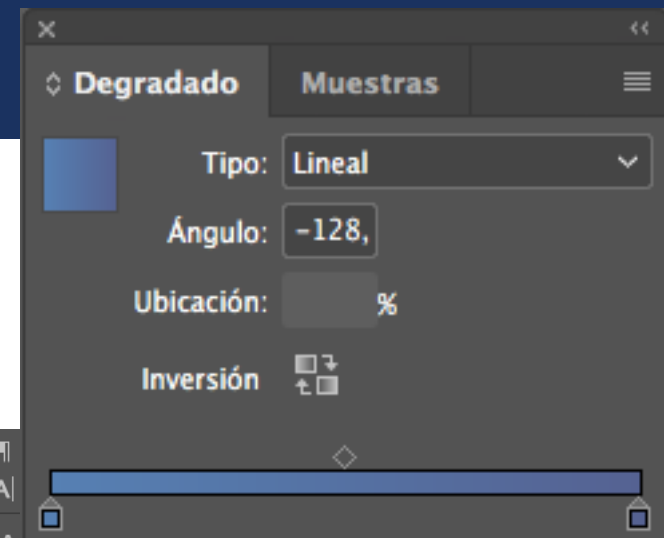 Degradado Muestras
Tipo: Lineal
Ángulo: -128,
Ubicación: %
Inversión
¶
A|